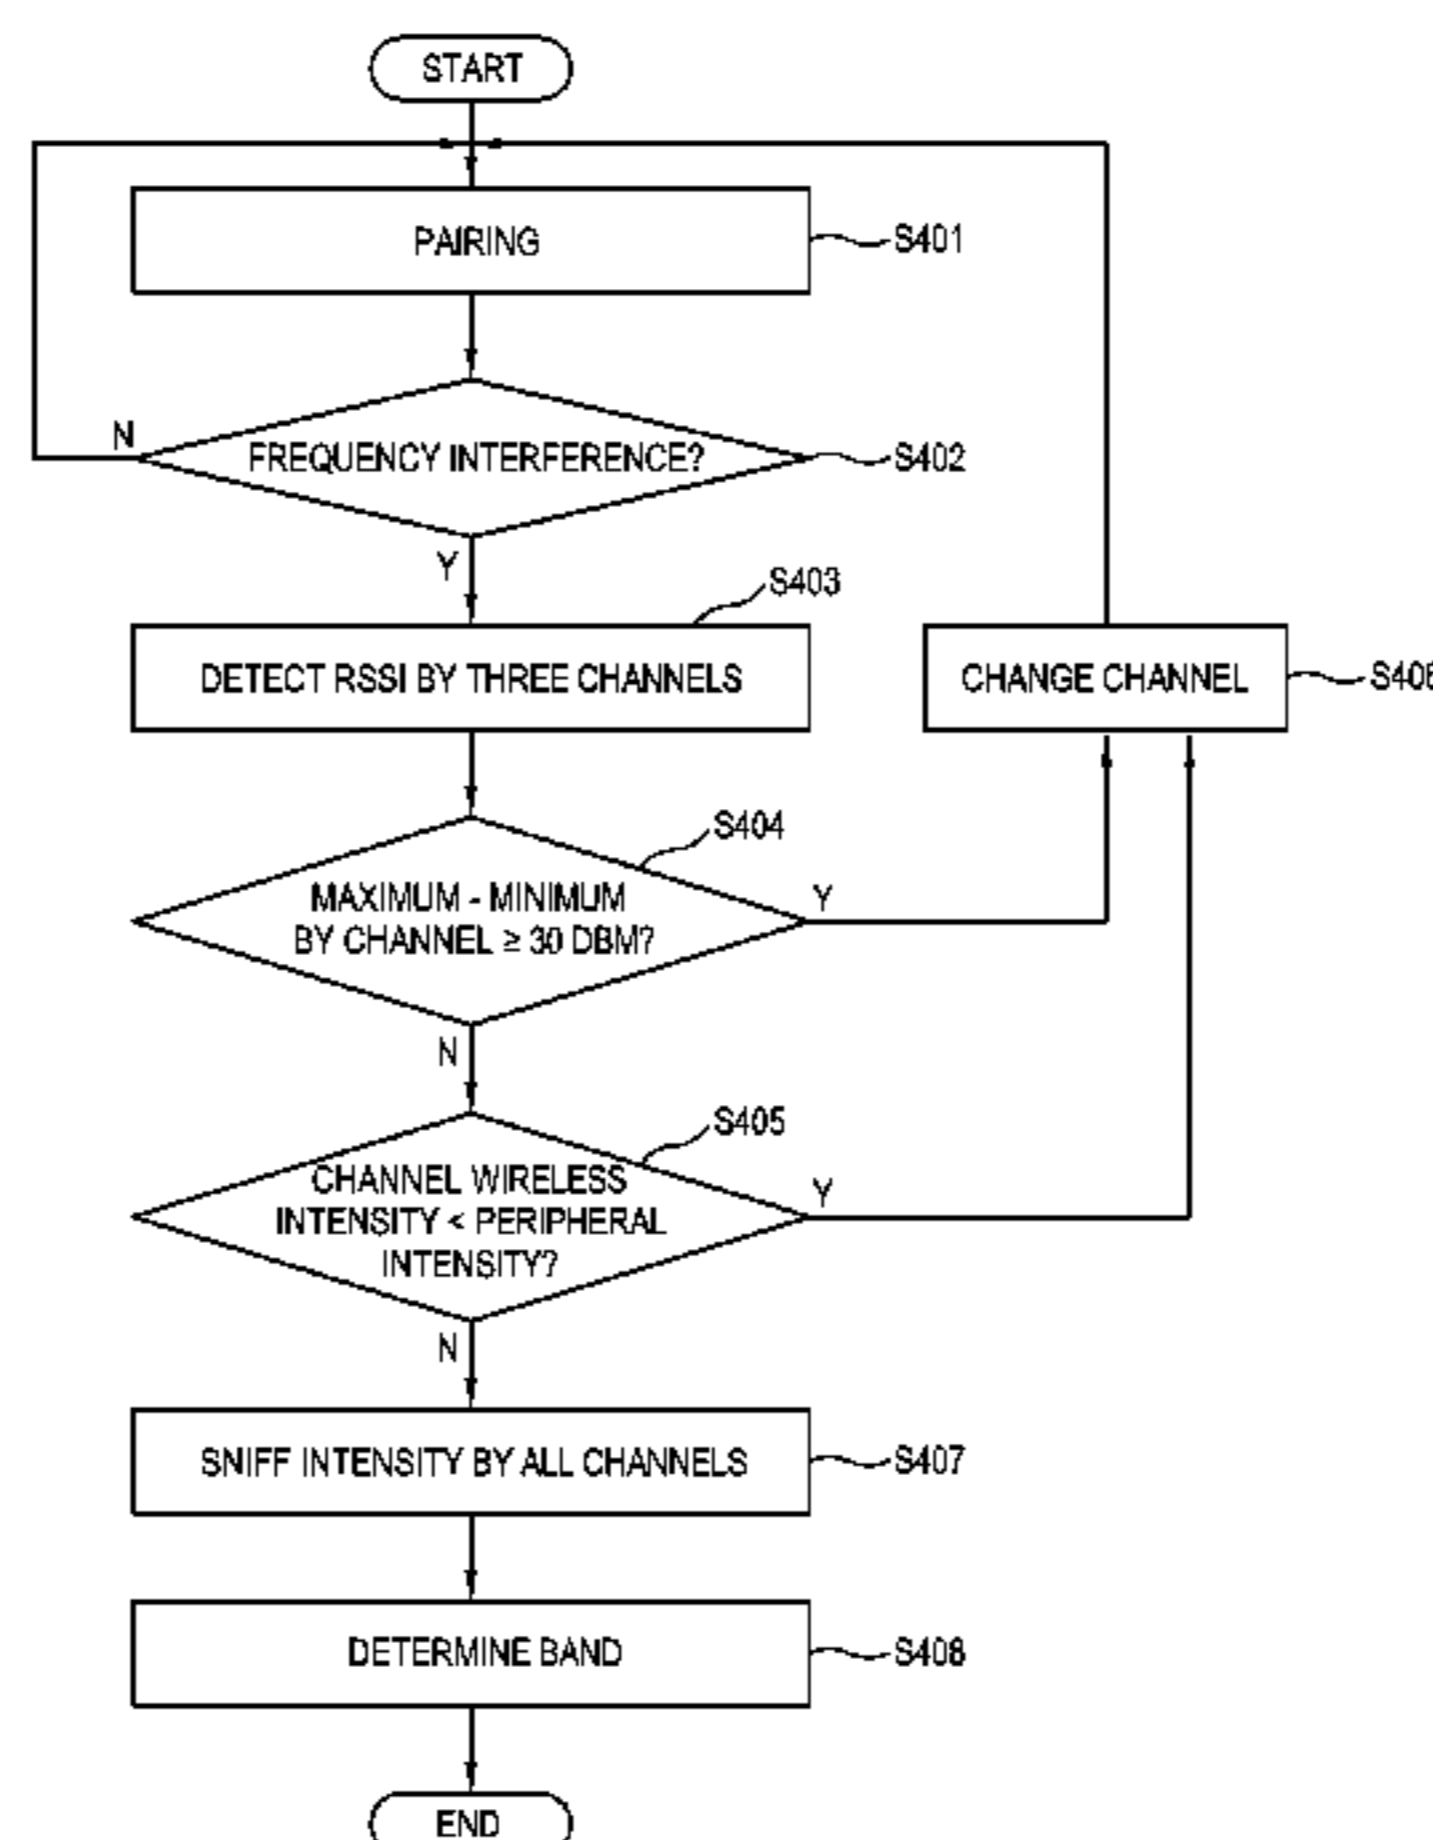 START
PAIRING
S401
N
FREQUENCY INTERFERENCE?
S402
Y
S403
DETECT RSSI BY THREE CHANNELS
CHANGE CHANNEL
S406
S404
MAXIMUM - MINIMUM
BY CHANNEL ≥ 30 DBM?
Y
N
S405
CHANNEL WIRELESS
INTENSITY < PERIPHERAL
INTENSITY?
Y
N
SNIFF INTENSITY BY ALL CHANNELS
S407
DETERMINE BAND
S408
END